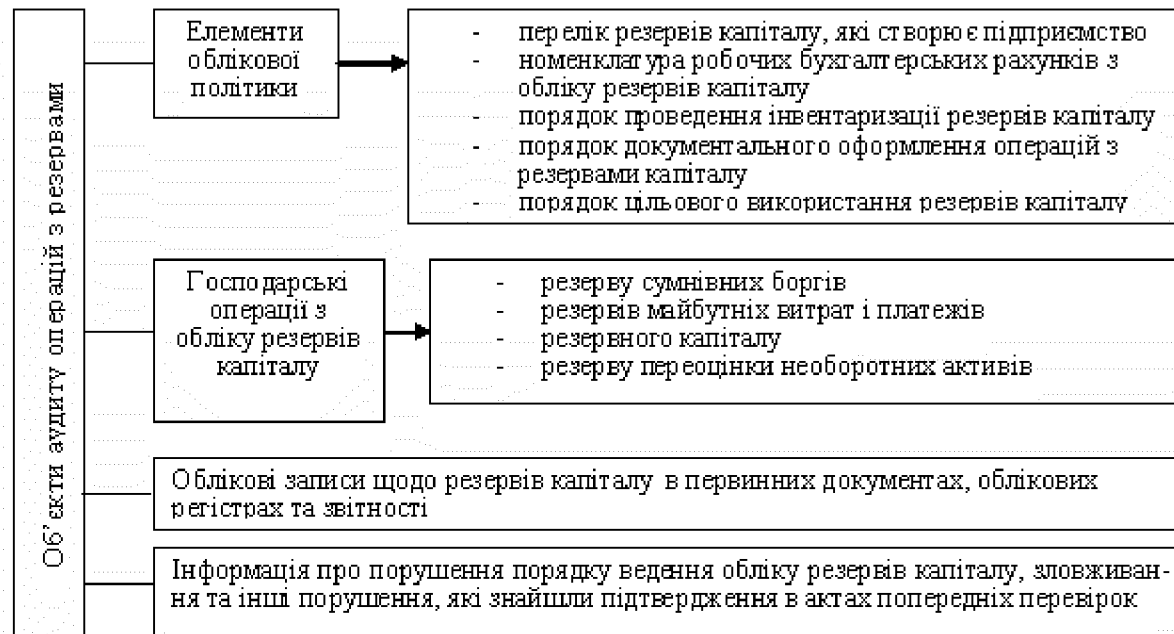 Об’єкти аудиту операцій з резервами
Елементи
облікової
політики
- перелік резервів капіталу, які створює підприємство
- номенклатура робочих бухгалтерських рахунків з
обліку резервів капіталу
- порядок проведення інвентаризації резервів капіталу
- порядок документального оформлення операцій з
резервами капіталу
- порядок цільового використання резервів капіталу
Господарські
операції з
обліку резервів
капіталу
- резерву сумнівних боргів
- резервів майбутніх витрат і платежів
- резервного капіталу
- резерву переоцінки необоротних активів
Облікові записи щодо резервів капіталу в первинних документах, облікових
регістрах та звітності
Інформація про порушення порядку ведення обліку резервів капіталу, зловживан-
ня та інші порушення, які знайшли підтвердження в актах попередніх перевірок